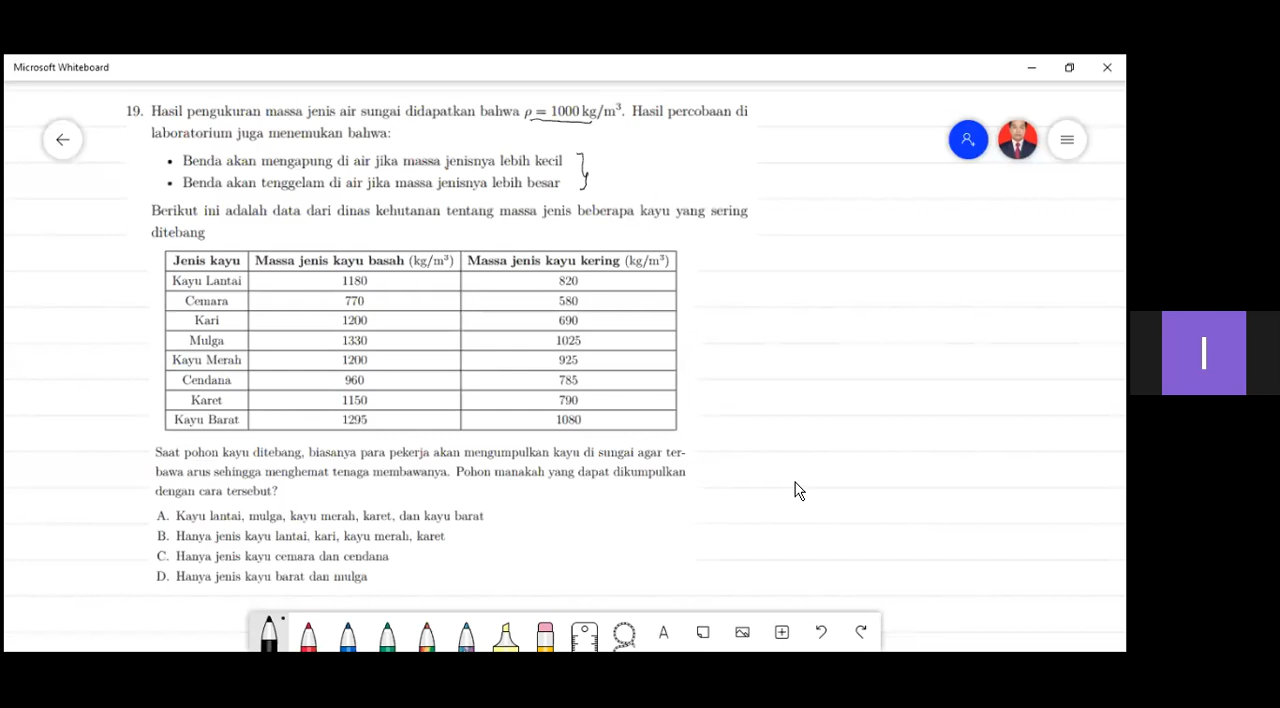 Microsoft Whiteboard
19. Hasil pengukuran massa jenis air sungai didapatkan bahwa ρ = 1000 kg/m³. Hasil percobaan di
laboratorium juga menemukan bahwa:
• Benda akan mengapung di air jika massa jenisnya lebih kecil
• Benda akan tenggelam di air jika massa jenisnya lebih besar
Berikut ini adalah data dari dinas kehutanan tentang massa jenis beberapa kayu yang sering
ditebang
Jenis kayu Massa jenis kayu basah (kg/m³) Massa jenis kayu kering (kg/m³)
Kayu Lantai 1180 820
Cemara 770 580
Kari 1200 690
Mulga 1330 1025
Kayu Merah 1200 925
Cendana 960 785
Karet 1150 790
Kayu Barat 1295 1080
Saat pohon kayu ditebang, biasanya para pekerja akan mengumpulkan kayu di sungai agar ter-
bawa arus sehingga menghemat tenaga membawanya. Pohon manakah yang dapat dikumpulkan
dengan cara tersebut?
A. Kayu lantai, mulga, kayu merah, karet, dan kayu barat
B. Hanya jenis kayu lantai, kari, kayu merah, karet
C. Hanya jenis kayu cemara dan cendana
D. Hanya jenis kayu barat dan mulga
I
A